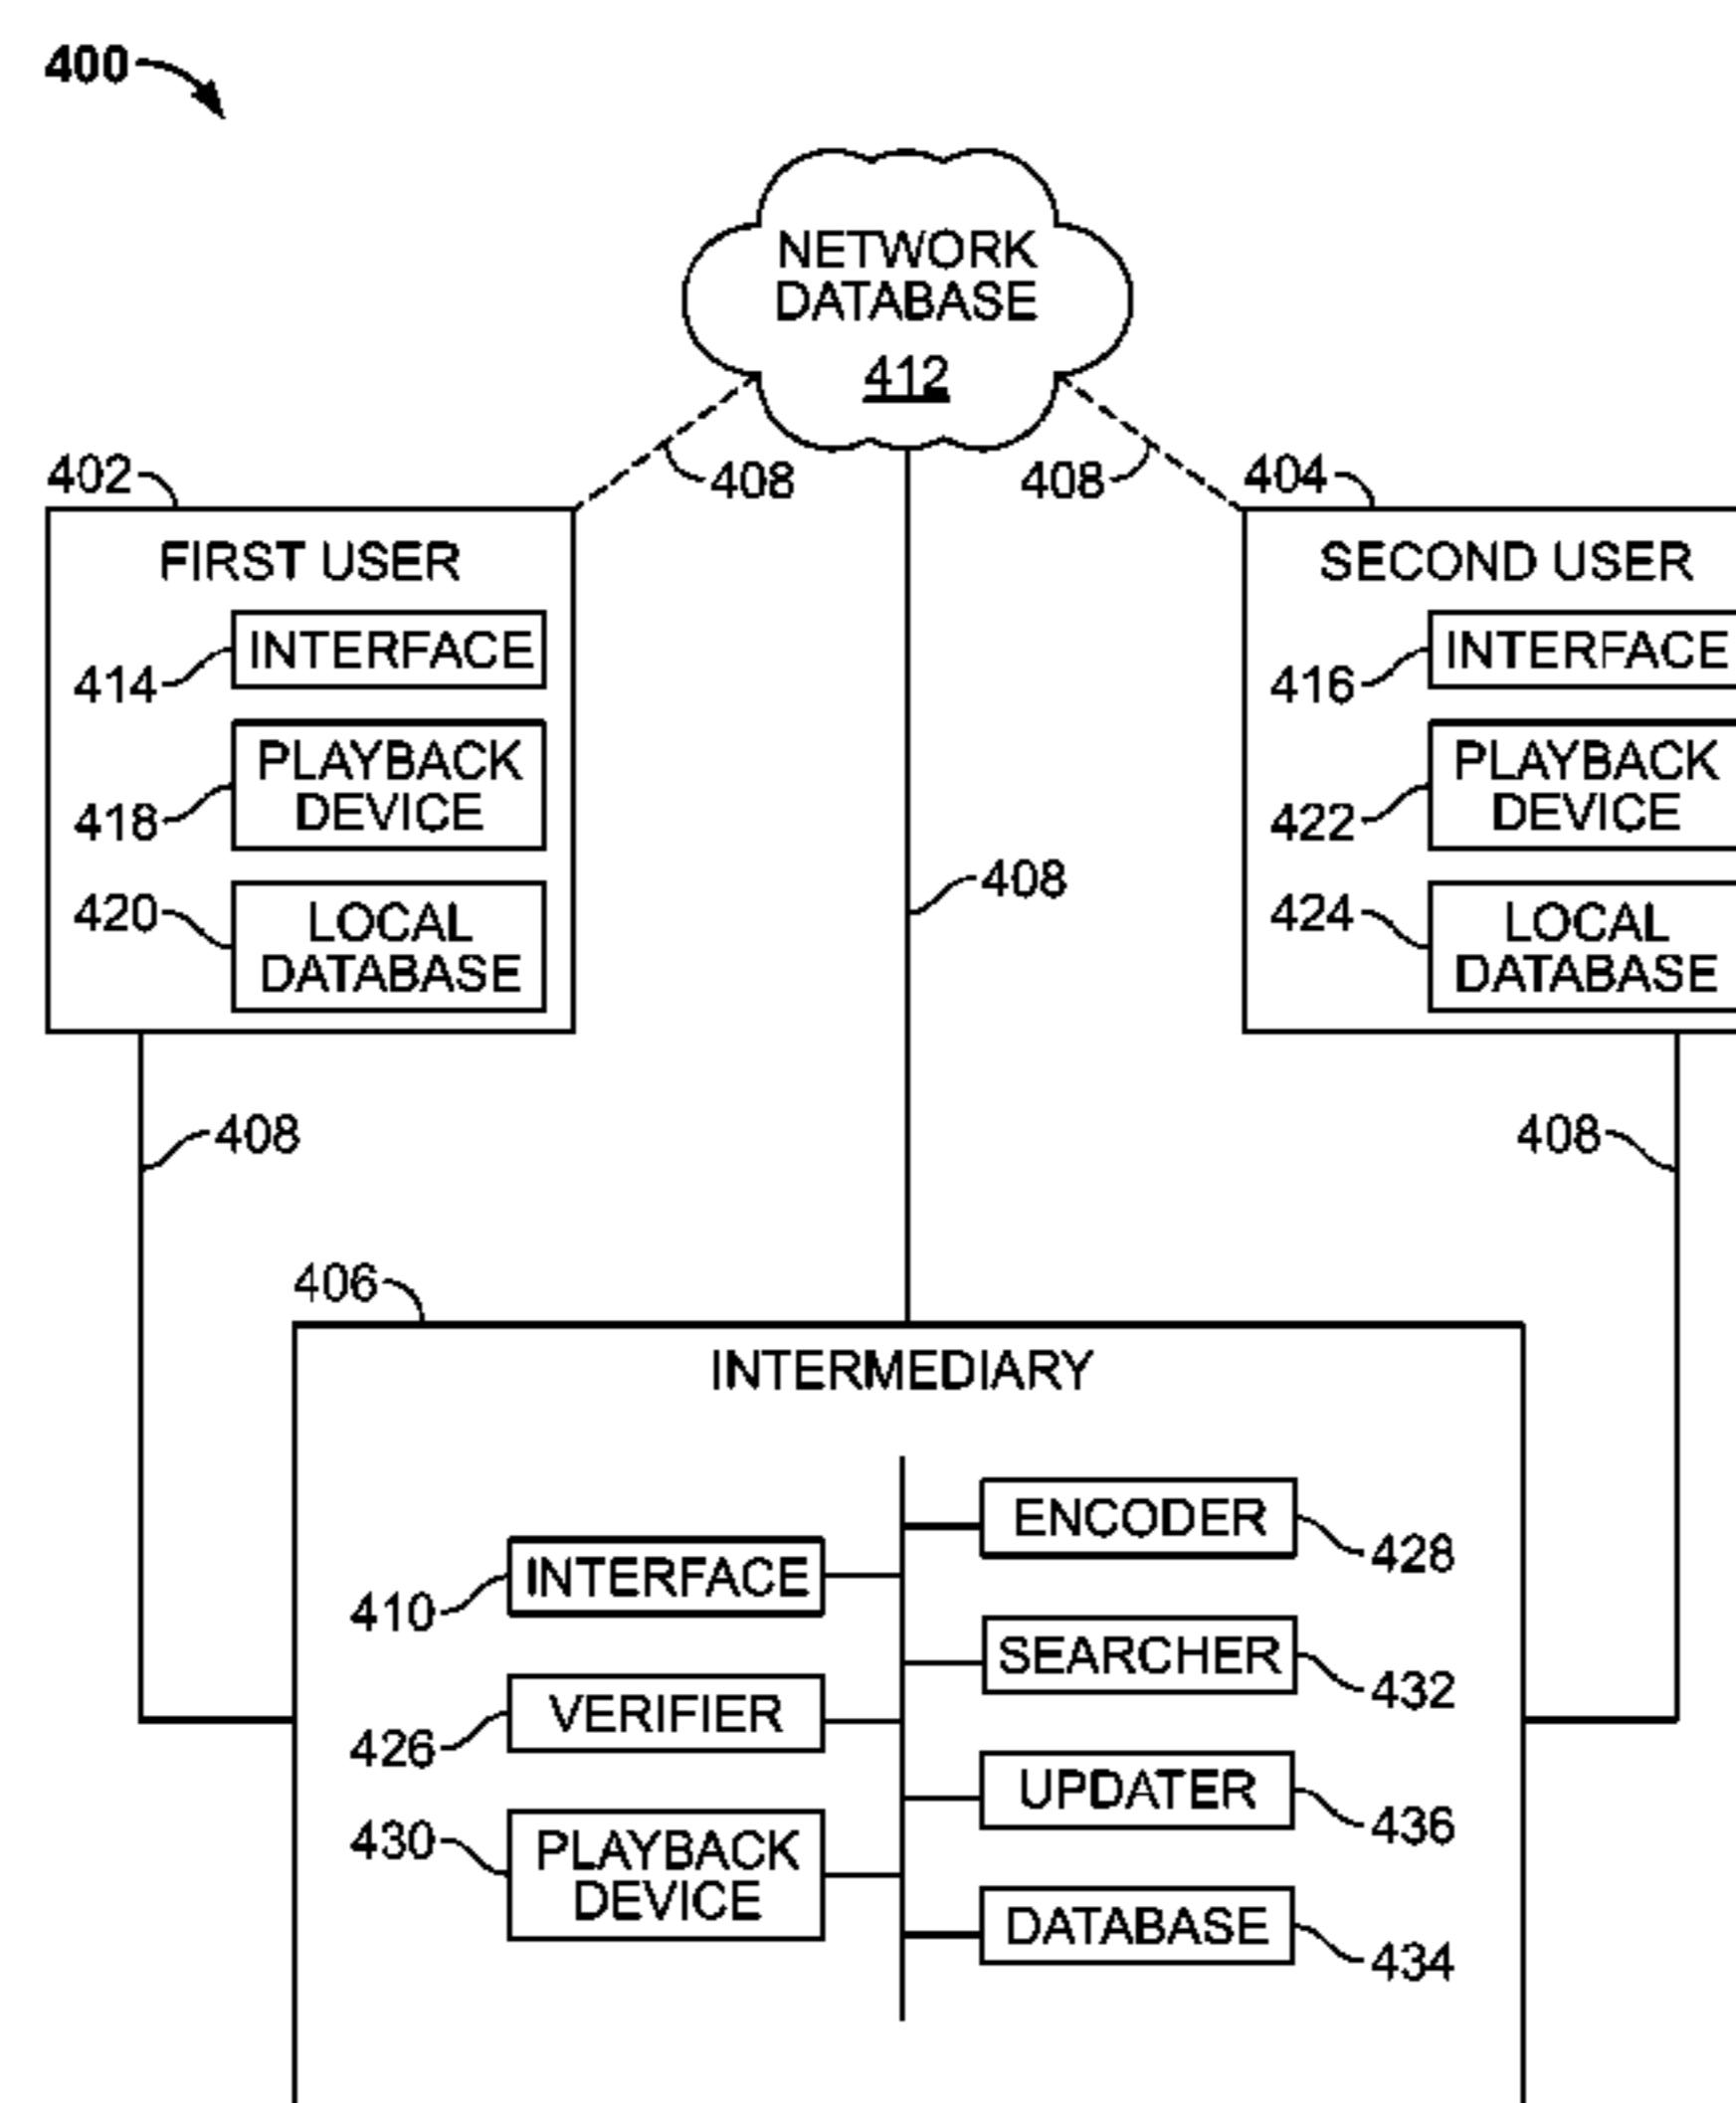 400
NETWORK
DATABASE
412
402
408
408
404
FIRST USER
SECOND USER
INTERFACE
414
INTERFACE
416
PLAYBACK
DEVICE
418
PLAYBACK
DEVICE
422
LOCAL
DATABASE
420
LOCAL
DATABASE
424
408
408
408
406
INTERMEDIARY
ENCODER
428
INTERFACE
410
SEARCHER
432
VERIFIER
426
UPDATER
436
PLAYBACK
DEVICE
430
DATABASE
434